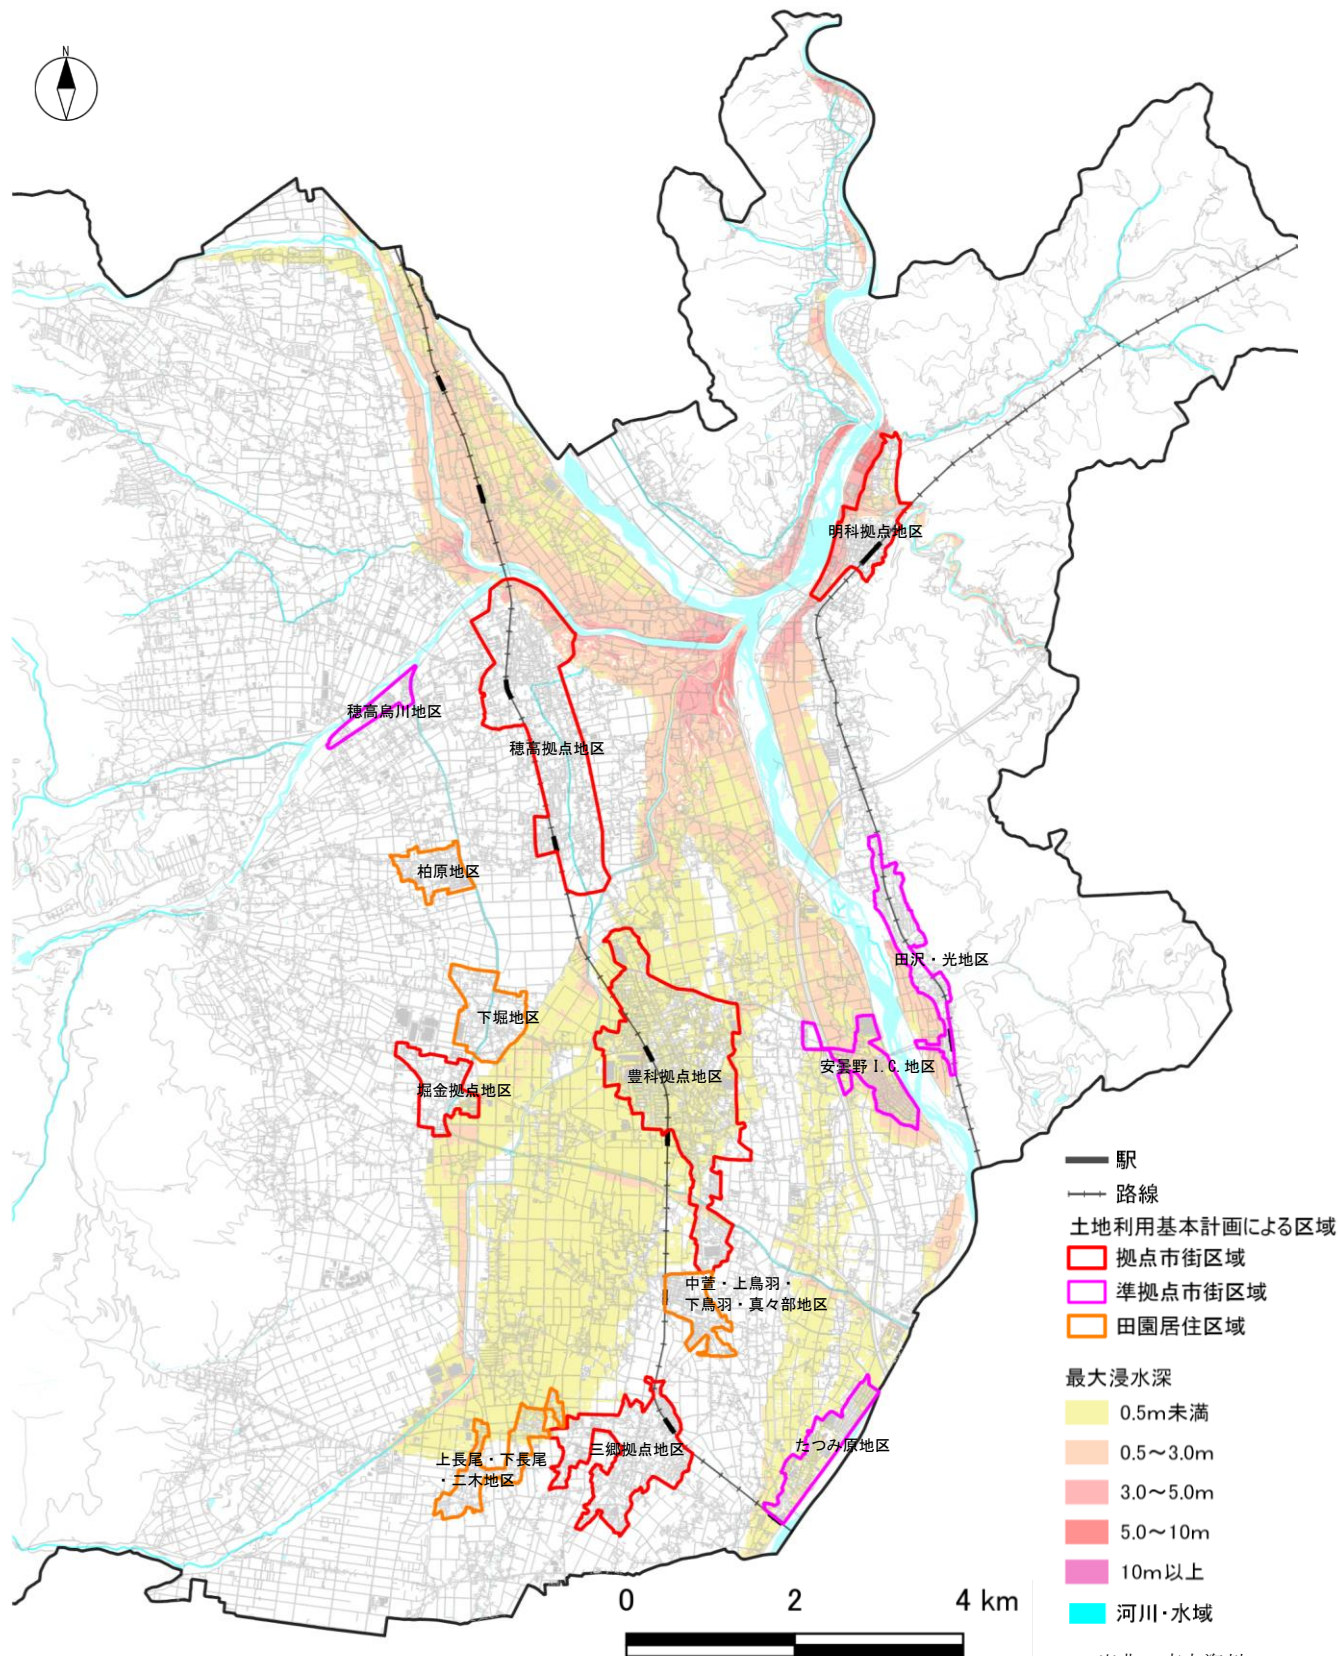 N
明科拠点地区
穂高烏川地区
穂高拠点地区
柏原地区
田沢・光地区
下堀地区
安曇野I.C.地区
豊科拠点地区
堀金拠点地区
中萱・上鳥羽・
下鳥羽・真々部地区
三郷拠点地区
たつみ原地区
上長尾・下長尾
・二木地区
駅
路線
土地利用基本計画による区域
拠点市街区域
準拠点市街区域
田園居住区域
最大浸水深
0.5m未満
0.5～3.0m
3.0～5.0m
5.0～10m
10m以上
河川・水域
0 2 4 km